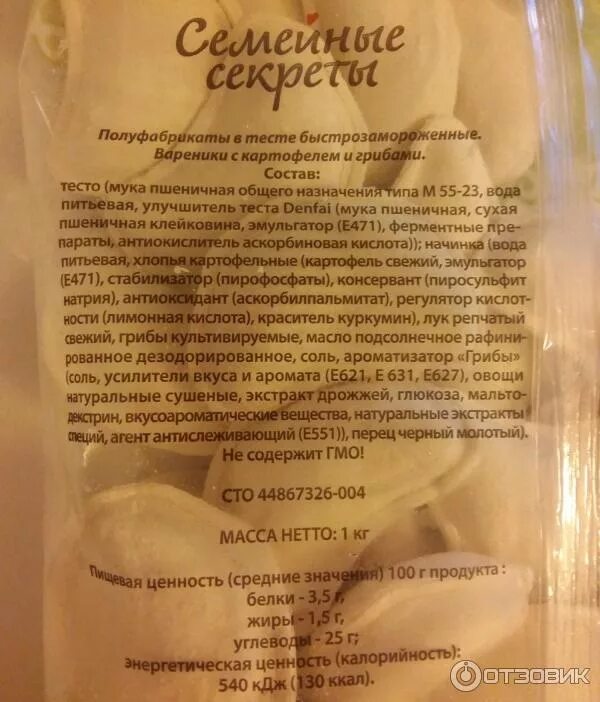 Семейные
секреты
Полуфабрикаты в тесте быстрозамороженные.
Вареники с картофелем и грибами.
Состав:
тесто (мука пшеничная общего назначения типа М 55-23, вода
питьевая, улучшитель теста Denfai (мука пшеничная, сухая
пшеничная клейковина, эмульгатор (Е471), ферментные пре-
параты, антиокислитель аскорбиновая кислота)); начинка (вода
питьевая, хлопья картофельные (картофель свежий, эмульгатор
(Е471), стабилизатор (пирофосфаты), консервант (пиросульфит
натрия), антиоксидант (аскорбилпальмитат), регулятор кислот-
ности (лимонная кислота), краситель куркумин), лук репчатый
свежий, грибы культивируемые, масло подсолнечное рафини-
рованное дезодорированное, соль, ароматизатор «Грибы»
(соль, усилители вкуса и аромата (Е621, Е 631, Е627), овощи
натуральные сушеные, экстракт дрожжей, глюкоза, мальто-
декстрин, вкусоароматические вещества, натуральные экстракты
специй, агент антислеживающий (Е551)), перец черный молотый).
Не содержит ГМО!
СТО 44867326-004
МАССА НЕТТО: 1 кг
Пищевая ценность (средние значения) 100 г продукта :
белки - 3,5 г,
жиры - 1,5 г,
углеводы - 25 г;
энергетическая ценность (калорийность):
540 кДж (130 ккал).
ОТЗОВИК